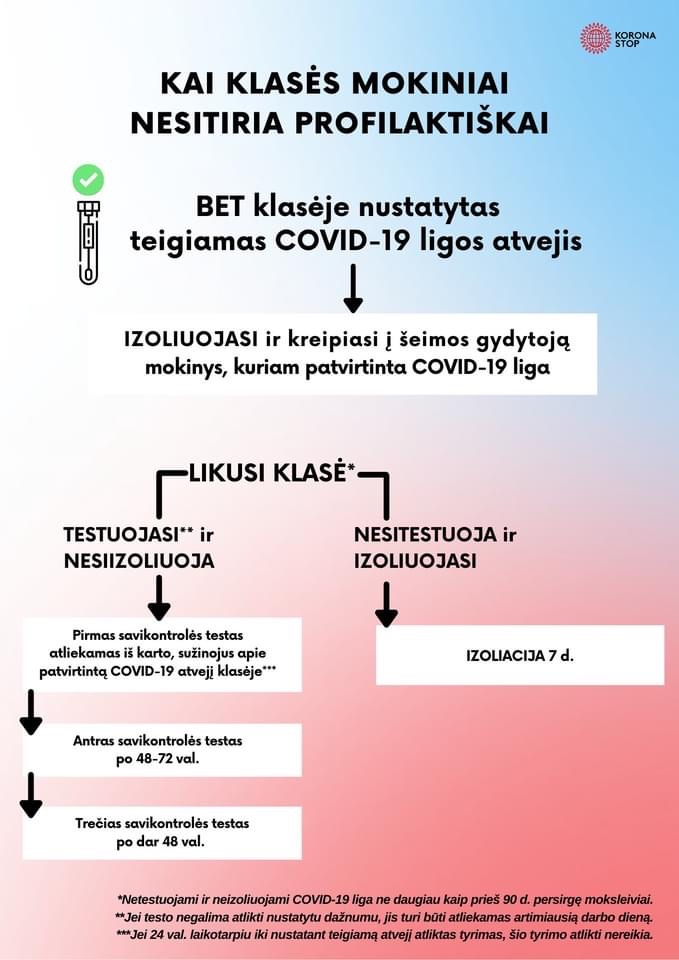 KORONA
STOP
KAI KLASĖS MOKINIAI
NESITIRIA PROFILAKTIŠKAI
BET klasėje nustatytas
teigiamas COVID-19 ligos atvejis
IZOLIUOJASI ir kreipiasi į šeimos gydytoją
mokinys, kuriam patvirtinta COVID-19 liga
LIKUSI KLASĖ*
TESTUOJASI** ir
NESIIZOLIUOJA
NESITESTUOJA ir
IZOLIUOJASI
Pirmas savikontrolės testas
atliekamas iš karto, sužinojus apie
patvirtintą COVID-19 atvejį klasėje***
IZOLIACIJA 7 d.
Antras savikontrolės testas
po 48-72 val.
Trečias savikontrolės testas
po dar 48 val.
*Netestuojami ir neizoliuojami COVID-19 liga ne daugiau kaip prieš 90 d. persirgę moksleiviai.
**Jei testo negalima atlikti nustatytu dažnumu, jis turi būti atliekamas artimiausią darbo dieną.
***Jei 24 val. laikotarpiu iki nustatant teigiamą atvejį atliktas tyrimas, šio tyrimo atlikti nereikia.